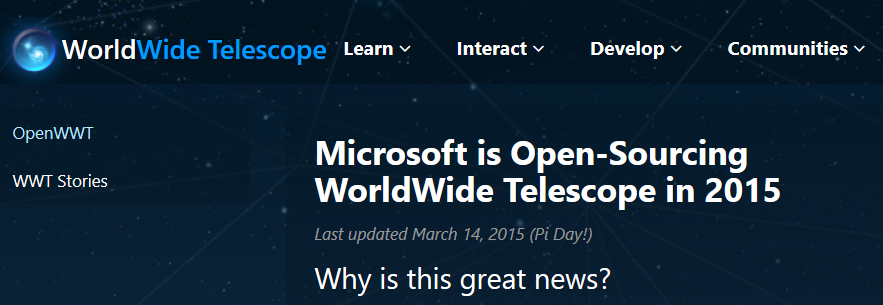 WorldWide Telescope Learn Interact Develop Communities
OpenWWT
WWT Stories
Microsoft is Open-Sourcing
WorldWide Telescope in 2015
Last updated March 14, 2015 (Pi Day!)
Why is this great news?